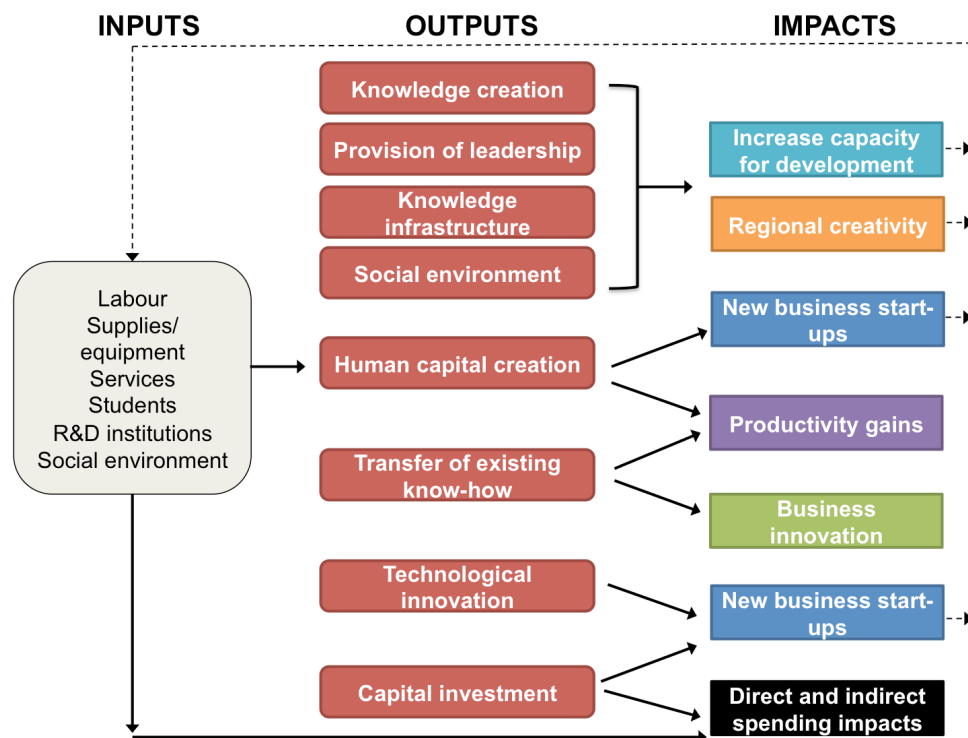 INPUTS
OUTPUTS
IMPACTS
Labour
Supplies/
equipment
Services
Students
R&D institutions
Social environment
Knowledge creation
Provision of leadership
Knowledge
infrastructure
Social environment
Human capital creation
Transfer of existing
know-how
Technological
innovation
Capital investment
Increase capacity
for development
Regional creativity
New business start-
ups
Productivity gains
Business
innovation
New business start-
ups
Direct and indirect
spending impacts